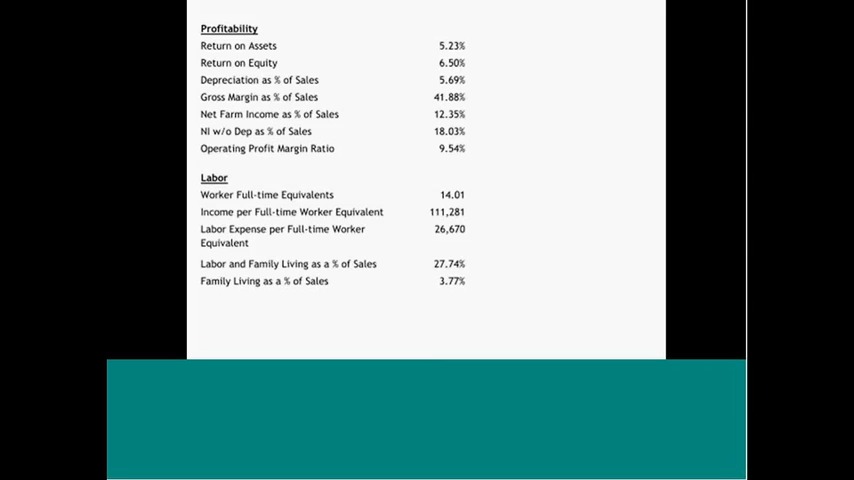 Profitability
Return on Assets 5.23%
Return on Equity 6.50%
Depreciation as % of Sales 5.69%
Gross Margin as % of Sales 41.88%
Net Farm Income as % of Sales 12.35%
NI w/o Dep as % of Sales 18.03%
Operating Profit Margin Ratio 9.54%
Labor
Worker Full-time Equivalents 14.01
Income per Full-time Worker Equivalent 111,281
Labor Expense per Full-time Worker 26,670
Equivalent
Labor and Family Living as a % of Sales 27.74%
Family Living as a % of Sales 3.77%